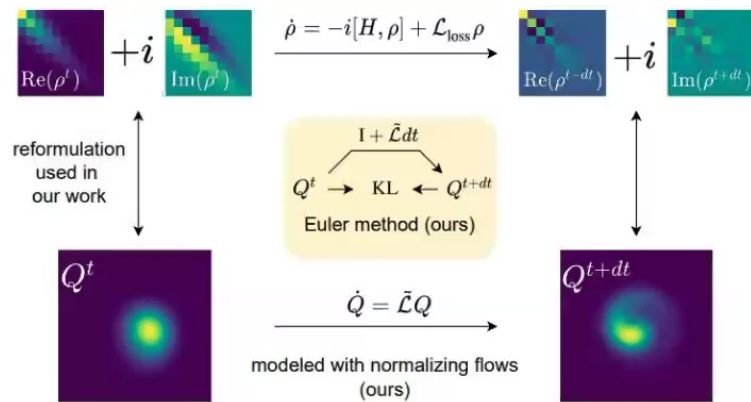 Re(ρ^t) +i Im(ρ^t)
ρ̇ = −i[H, ρ] + ℒ_loss ρ
Re(ρ^{t−dt}) +i Im(ρ^{t+dt})
reformulation
used in
our work
I + ℒ̃dt
Q^t → KL ← Q^{t+dt}
Euler method (ours)
Q^t
Q̇ = ℒ̃Q
modeled with normalizing flows
(ours)
Q^{t+dt}